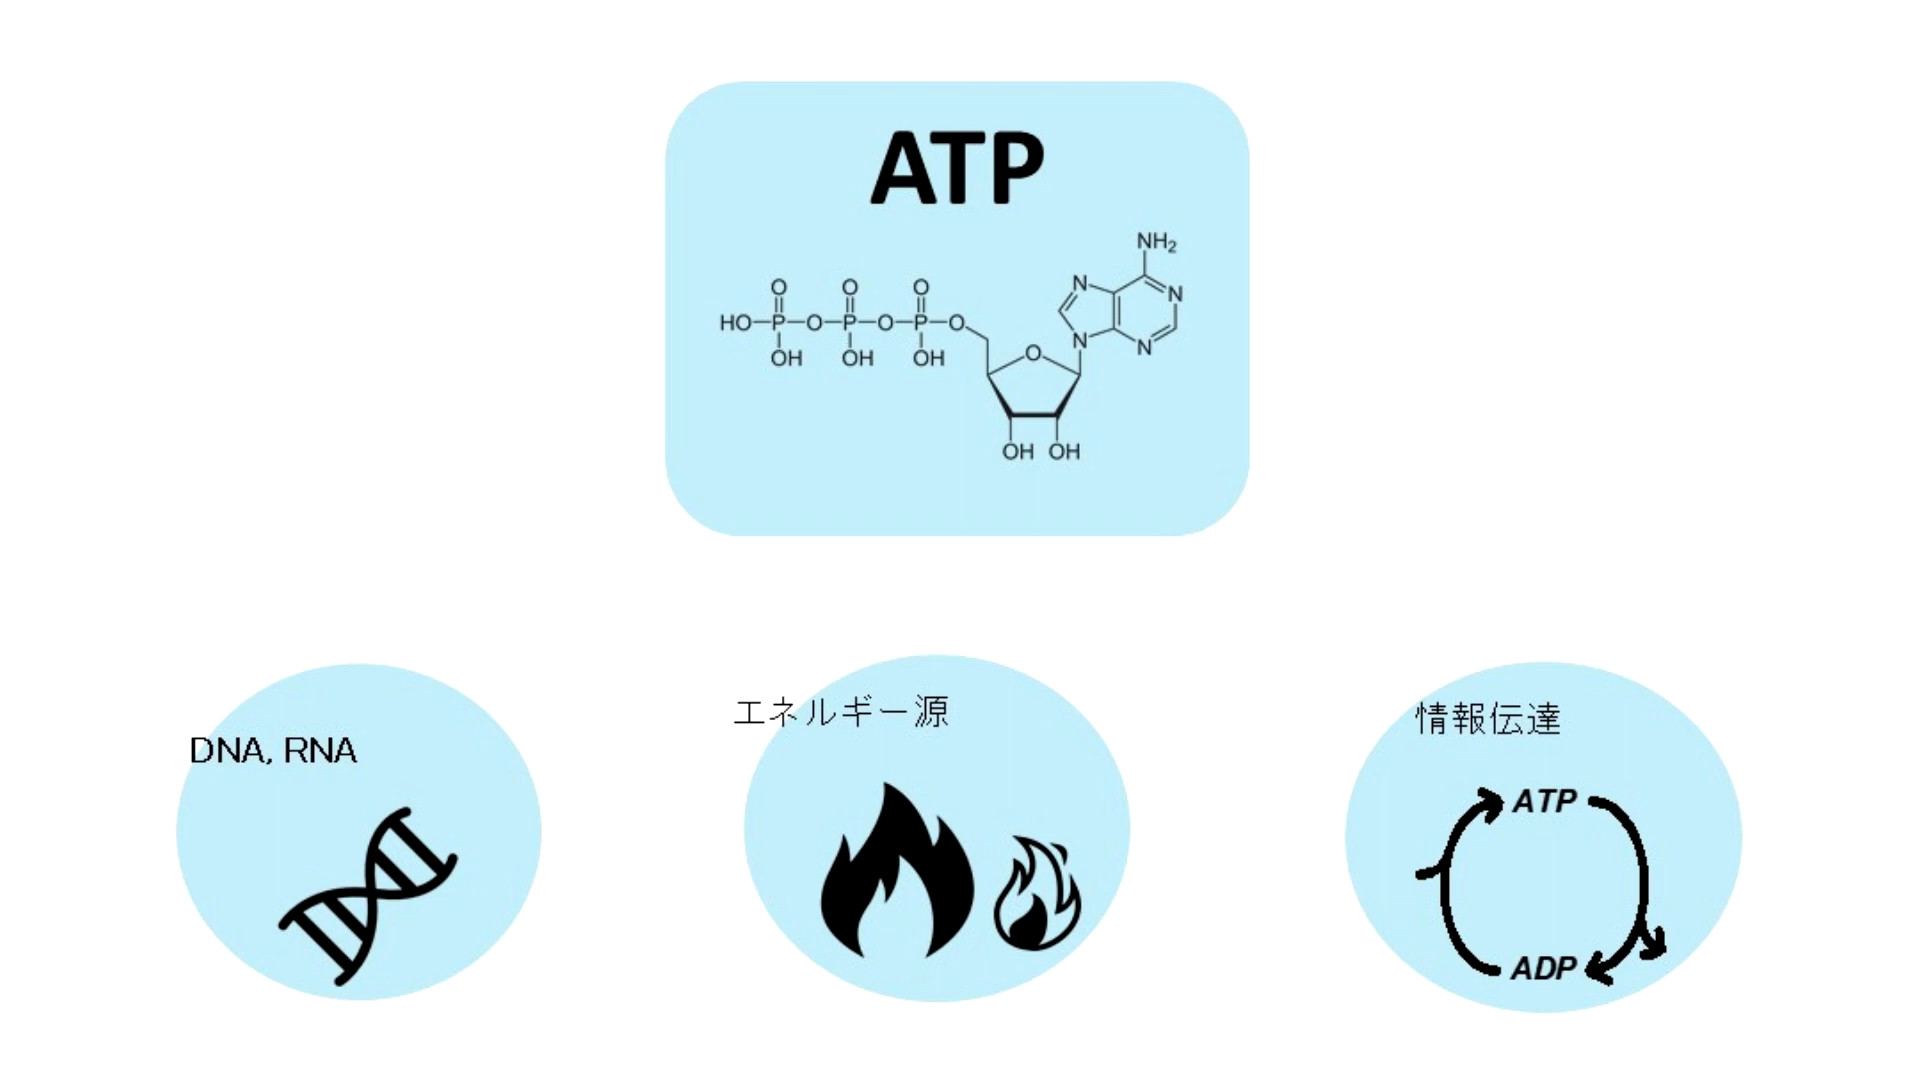 ATP
NH₂
N
N
N
N
O
O
O
HO
P
O
P
O
P
O
OH
OH
OH
O
OH
OH
DNA, RNA
エネルギー源
情報伝達
ATP
ADP